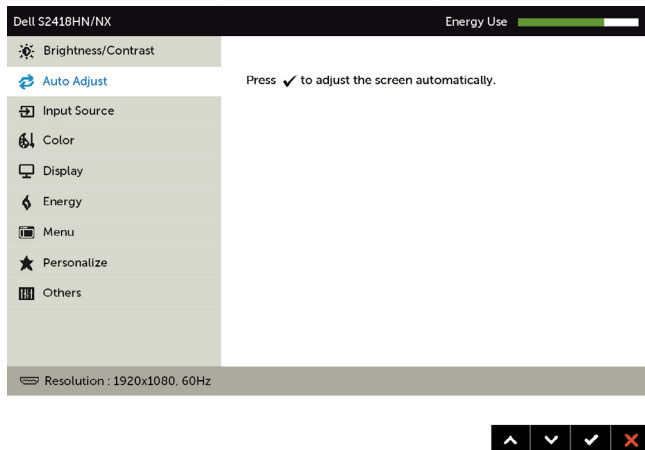 Dell S2418HN/NX
Energy Use
Brightness/Contrast
Auto Adjust
Press ✓ to adjust the screen automatically.
Input Source
Color
Display
Energy
Menu
Personalize
Others
Resolution : 1920x1080, 60Hz